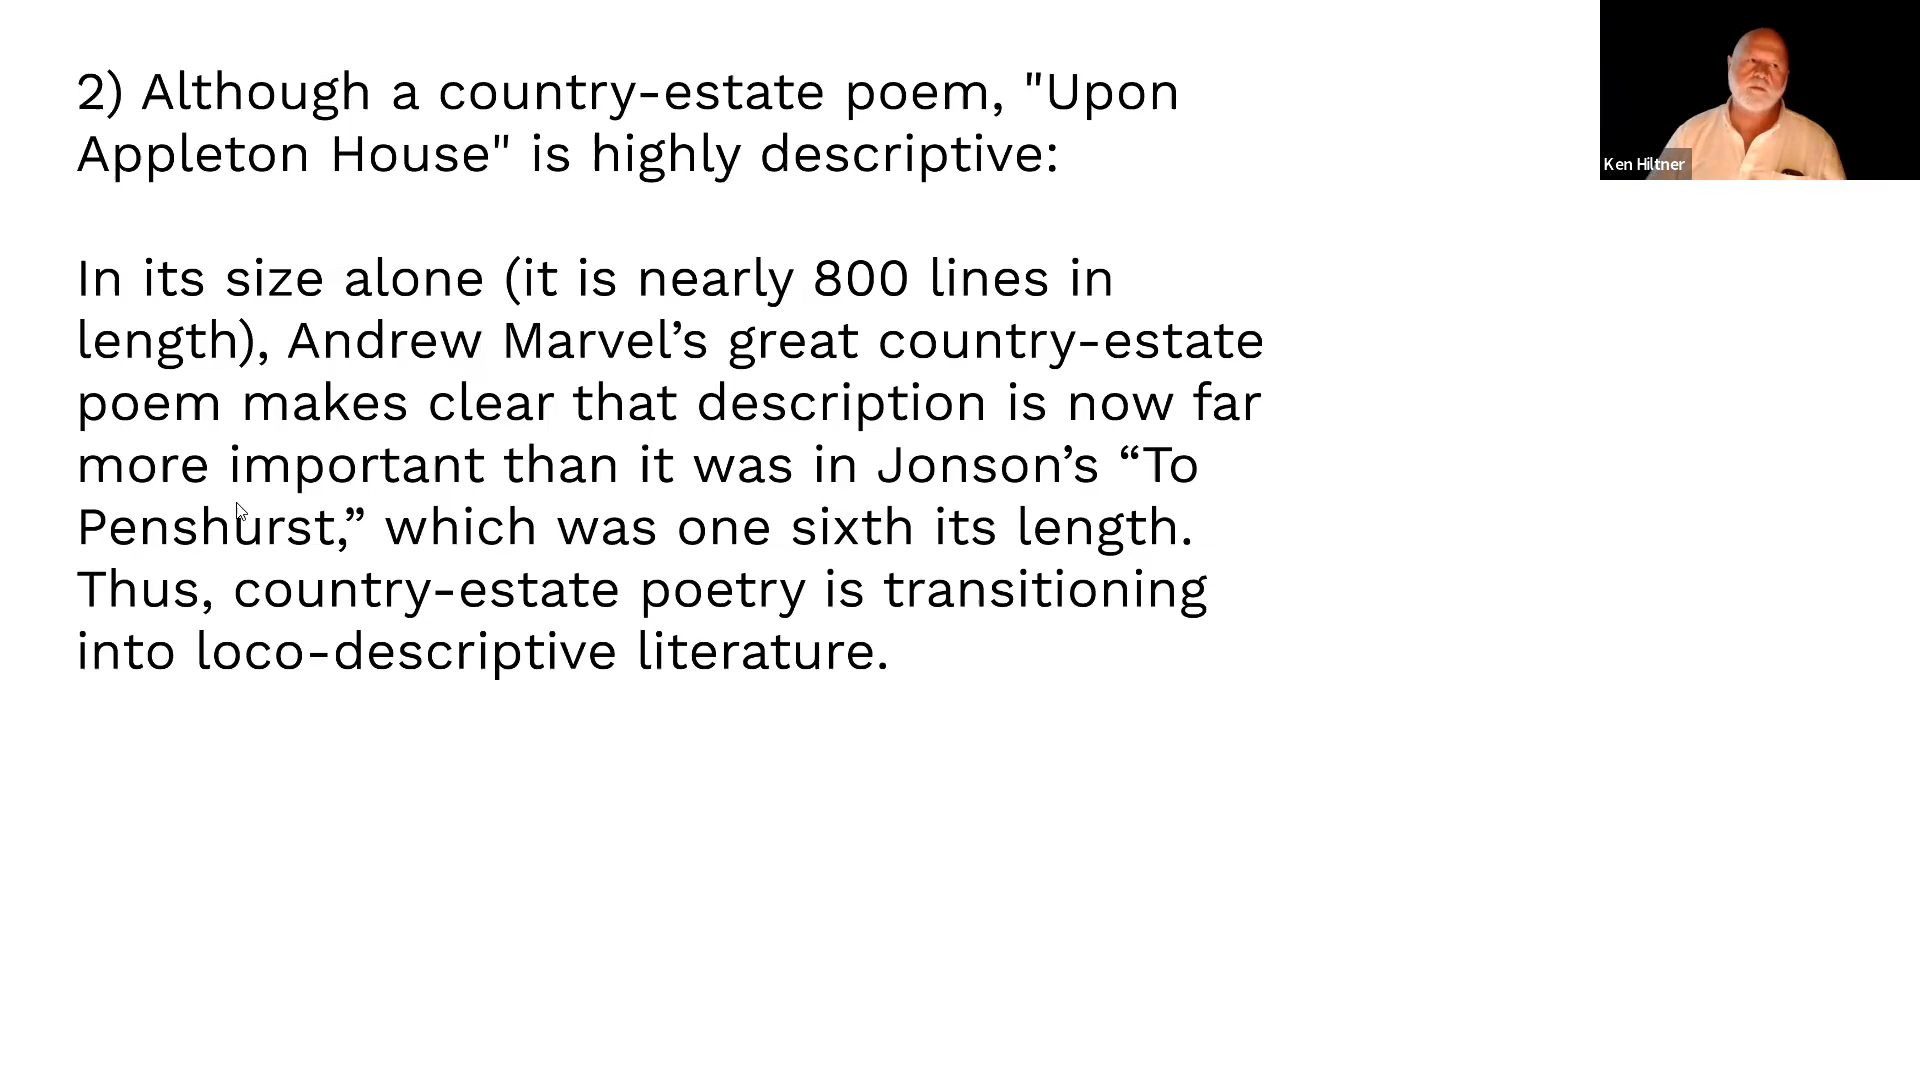 2) Although a country-estate poem, "Upon
Appleton House" is highly descriptive:
In its size alone (it is nearly 800 lines in
length), Andrew Marvel’s great country-estate
poem makes clear that description is now far
more important than it was in Jonson’s “To
Penshurst,” which was one sixth its length.
Thus, country-estate poetry is transitioning
into loco-descriptive literature.
Ken Hiltner